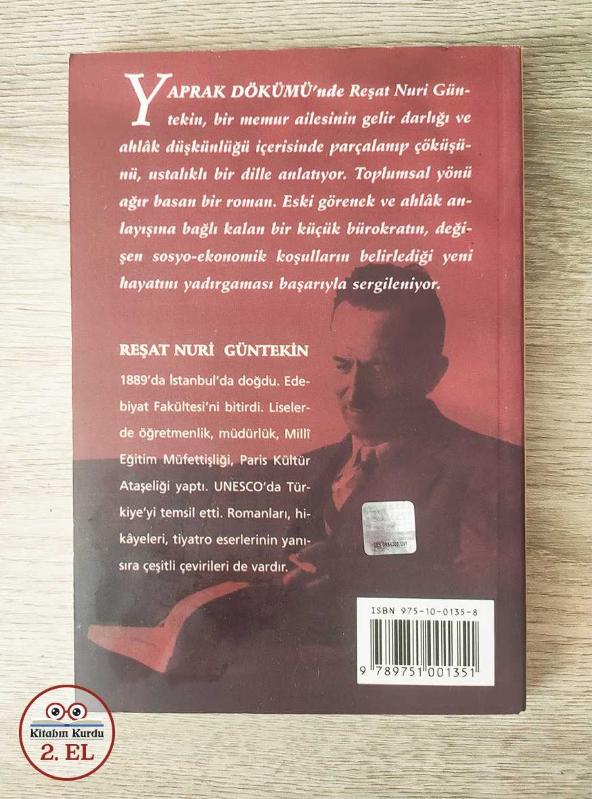 YAPRAK DÖKÜMÜ'nde Reşat Nuri Gün-
tekin, bir memur ailesinin gelir darlığı ve
ahlâk düşkünlüğü içerisinde parçalanıp çöküşü-
nü, ustalıklı bir dille anlatıyor. Toplumsal yönü
ağır basan bir roman. Eski görenek ve ahlâk an-
layışına bağlı kalan bir küçük bürokratın, deği-
şen sosyo-ekonomik koşulların belirlediği yeni
hayatını yadırgaması başarıyla sergileniyor.
REŞAT NURİ GÜNTEKİN
1889'da İstanbul'da doğdu. Ede-
biyat Fakültesi'ni bitirdi. Liseler-
de öğretmenlik, müdürlük, Millî
Eğitim Müfettişliği, Paris Kültür
Ataşeliği yaptı. UNESCO'da Tür-
kiye'yi temsil etti. Romanları, hi-
kâyeleri, tiyatro eserlerinin yanı-
sıra çeşitli çevirileri de vardır.
ISBN 975-10-0135-8
9 789751 001351
Kitabın Kurdu
2. EL